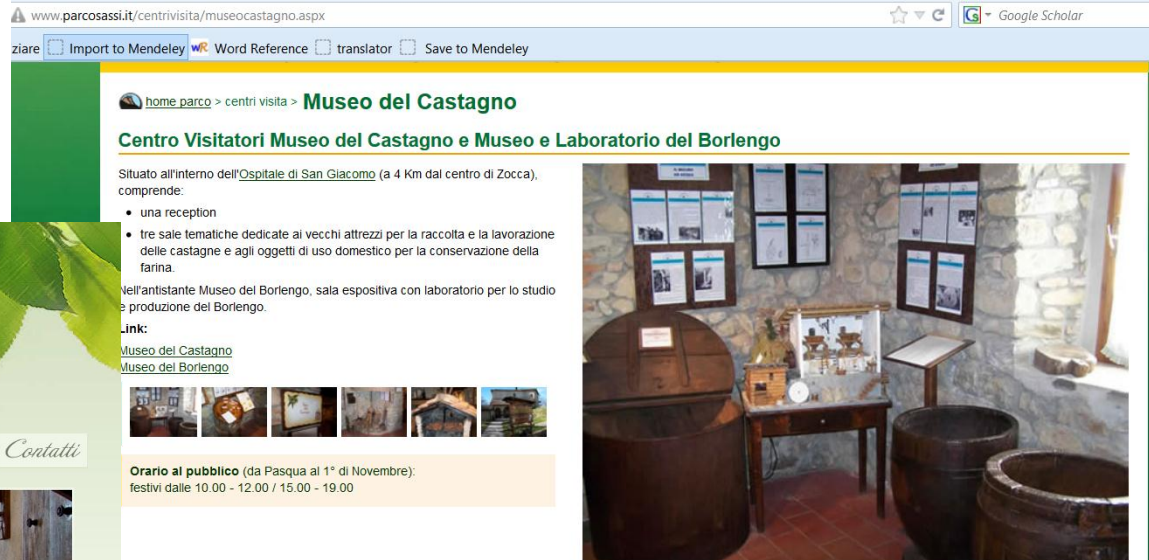 www.parcosassi.it/centrivisita/museocastagno.aspx
Google Scholar
ziare Import to Mendeley wR Word Reference translator Save to Mendeley
home parco > centri visita > Museo del Castagno
Centro Visitatori Museo del Castagno e Museo e Laboratorio del Borlengo
Situato all'interno dell'Ospitale di San Giacomo (a 4 Km dal centro di Zocca),
comprende:
• una reception
• tre sale tematiche dedicate ai vecchi attrezzi per la raccolta e la lavorazione
delle castagne e agli oggetti di uso domestico per la conservazione della
farina.
Nell'antistante Museo del Borlengo, sala espositiva con laboratorio per lo studio
e produzione del Borlengo.
Link:
Museo del Castagno
Museo del Borlengo
Contatti
Orario al pubblico (da Pasqua al 1° di Novembre):
festivi dalle 10.00 - 12.00 / 15.00 - 19.00